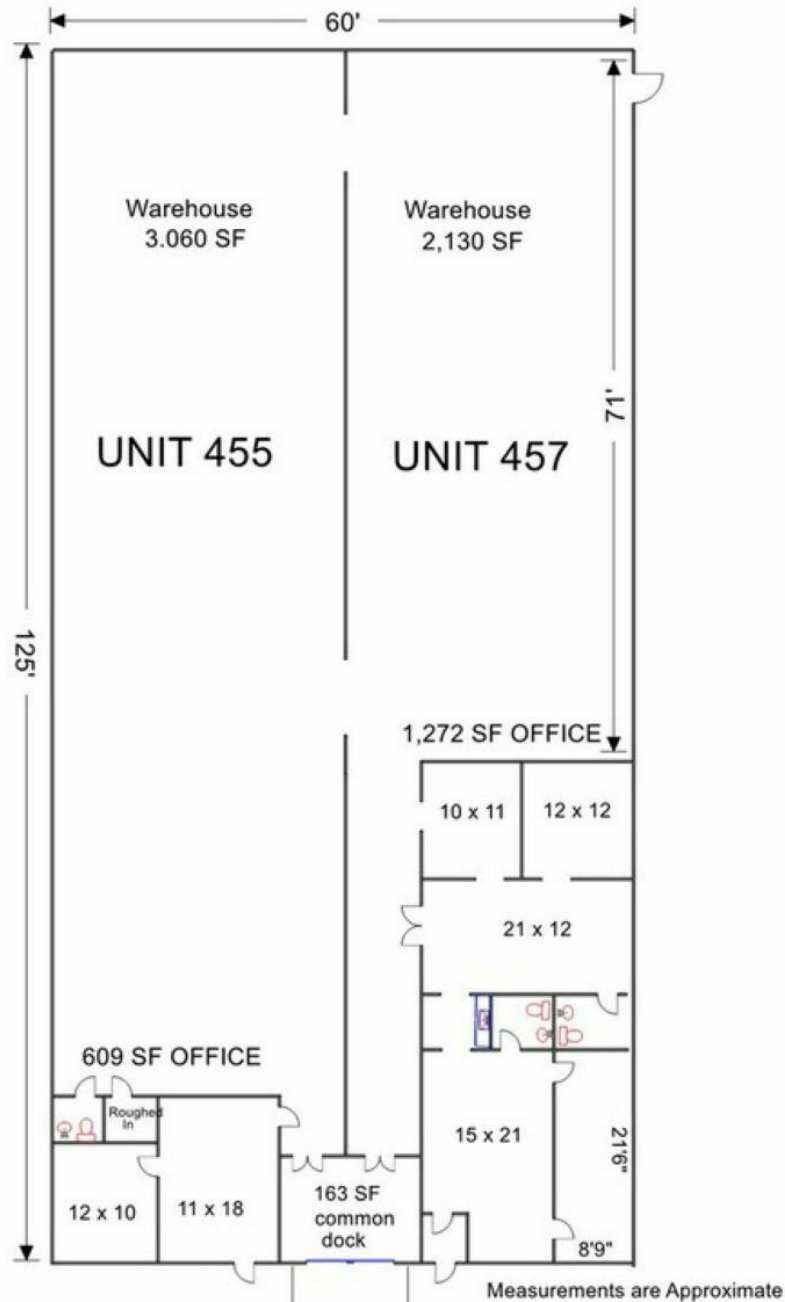 60'
Warehouse
3.060 SF
Warehouse
2,130 SF
71'
UNIT 455
UNIT 457
125'
1,272 SF OFFICE
10 x 11
12 x 12
21 x 12
609 SF OFFICE
Roughed
In
15 x 21
21'6"
12 x 10
11 x 18
163 SF
common
dock
8'9"
Measurements are Approximate